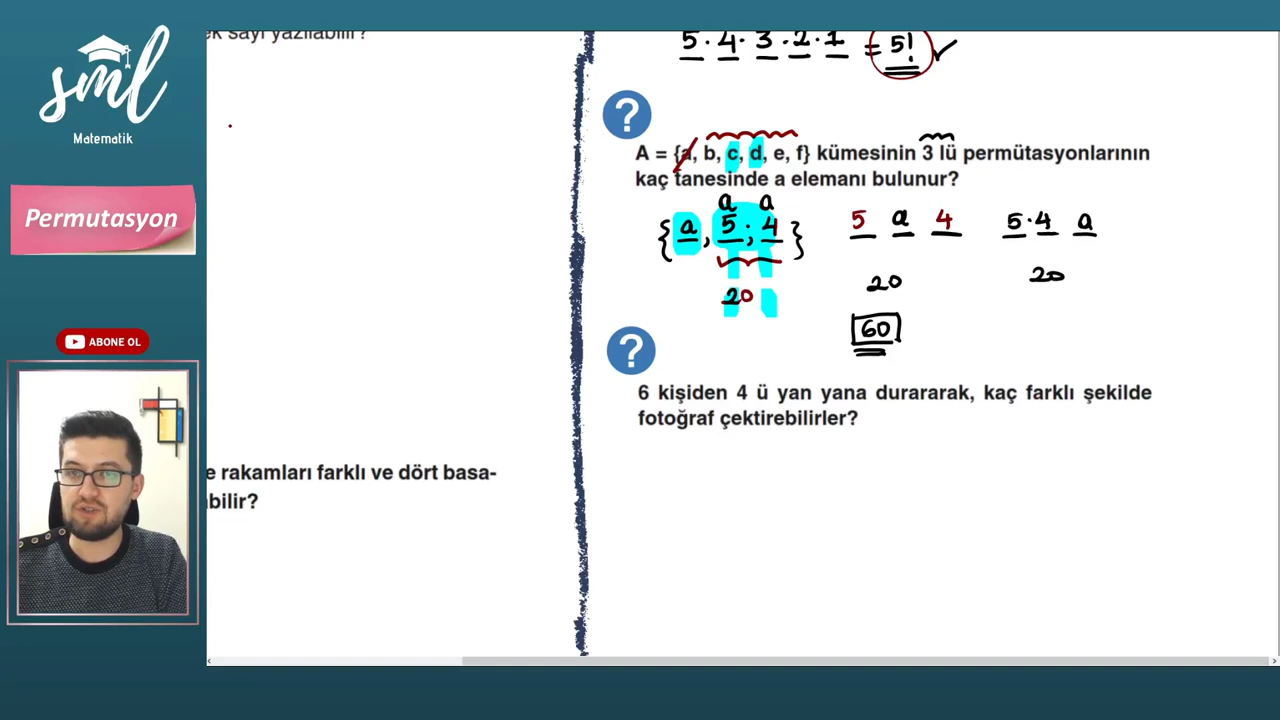 sml
Matematik
Permutasyon
ABONE OL
ek sayı yazılabilir?
e rakamları farklı ve dört basa-
abilir?
5 · 4 · 3 · 2 · 1 = 5! ✓
?
A = {a, b, c, d, e, f} kümesinin 3 lü permütasyonlarının
kaç tanesinde a elemanı bulunur?
a a
{ a , 5 · , 4 } 5 a 4 5 · 4 a
20 20 20
60
?
6 kişiden 4 ü yan yana durararak, kaç farklı şekilde
fotoğraf çektirebilirler?